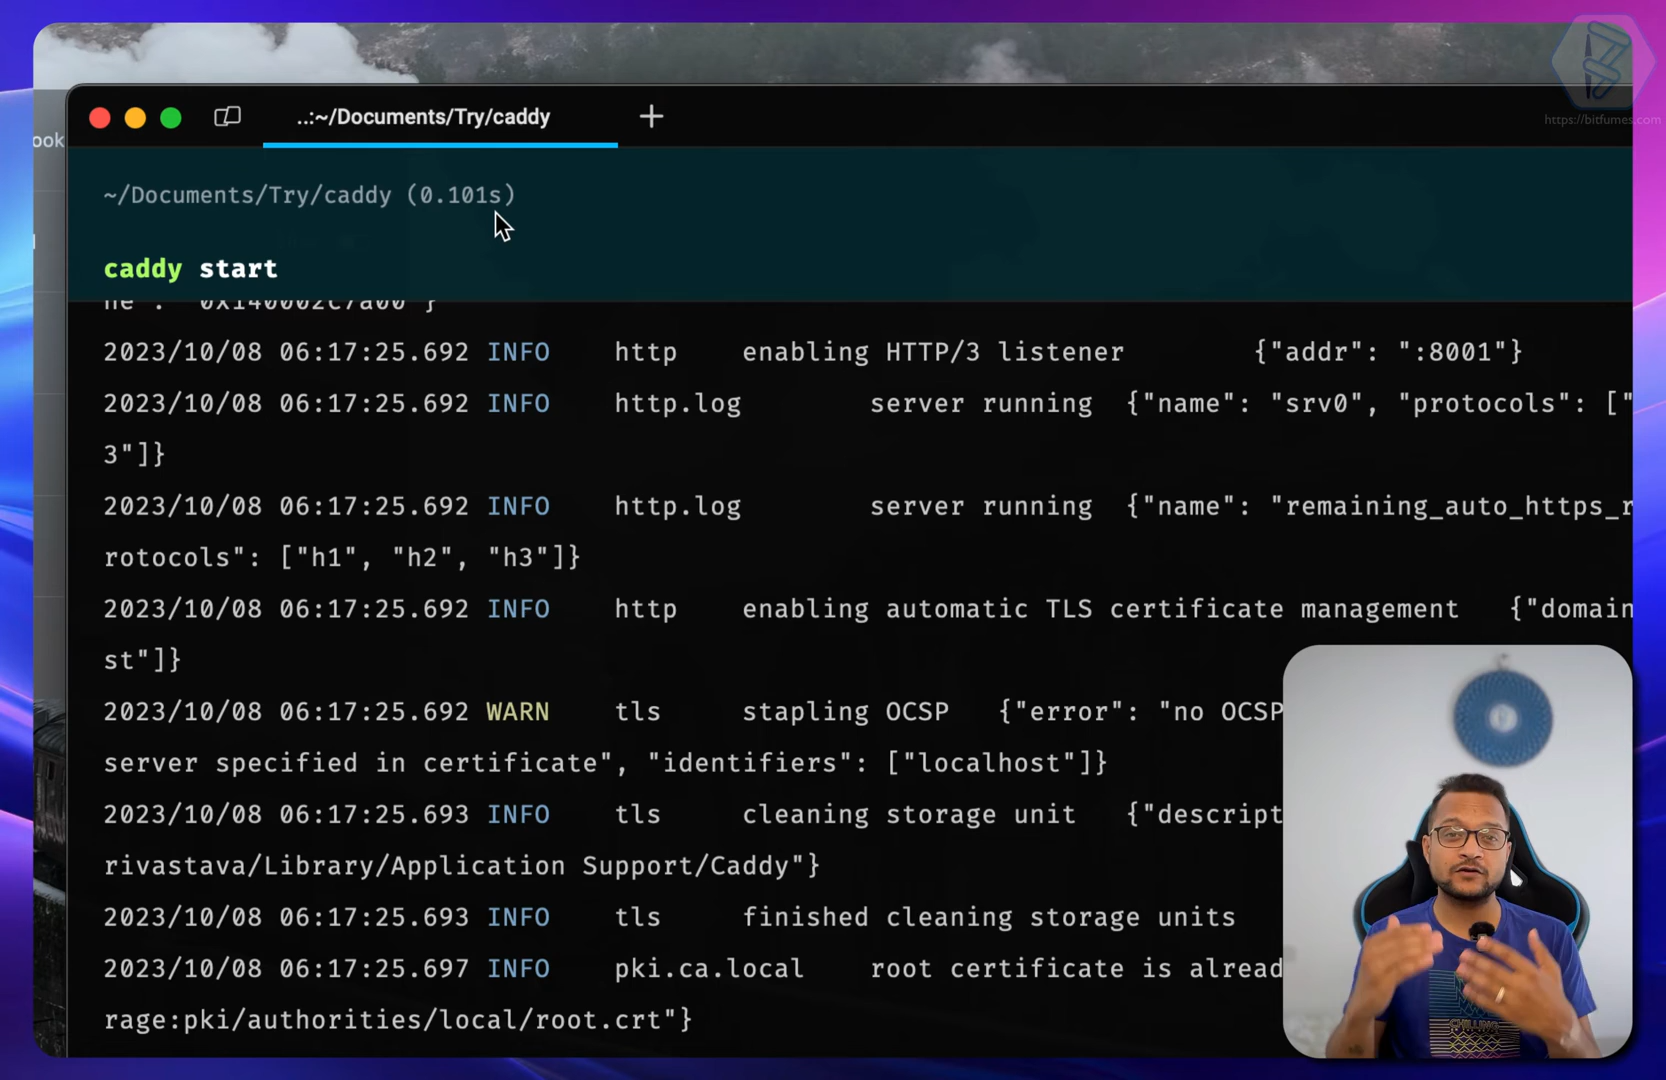 https://bitfumes.com
ook
..:~/Documents/Try/caddy
~/Documents/Try/caddy (0.101s)
caddy start
ne": "0x140002c7a00"}
2023/10/08 06:17:25.692 INFO http enabling HTTP/3 listener {"addr": ":8001"}
2023/10/08 06:17:25.692 INFO http.log server running {"name": "srv0", "protocols": ["
3"]}
2023/10/08 06:17:25.692 INFO http.log server running {"name": "remaining_auto_https_r
rotocols": ["h1", "h2", "h3"]}
2023/10/08 06:17:25.692 INFO http enabling automatic TLS certificate management {"domain
st"]}
2023/10/08 06:17:25.692 WARN tls stapling OCSP {"error": "no OCSP
server specified in certificate", "identifiers": ["localhost"]}
2023/10/08 06:17:25.693 INFO tls cleaning storage unit {"descript
rivastava/Library/Application Support/Caddy"}
2023/10/08 06:17:25.693 INFO tls finished cleaning storage units
2023/10/08 06:17:25.697 INFO pki.ca.local root certificate is alread
rage:pki/authorities/local/root.crt"}
CHILLING